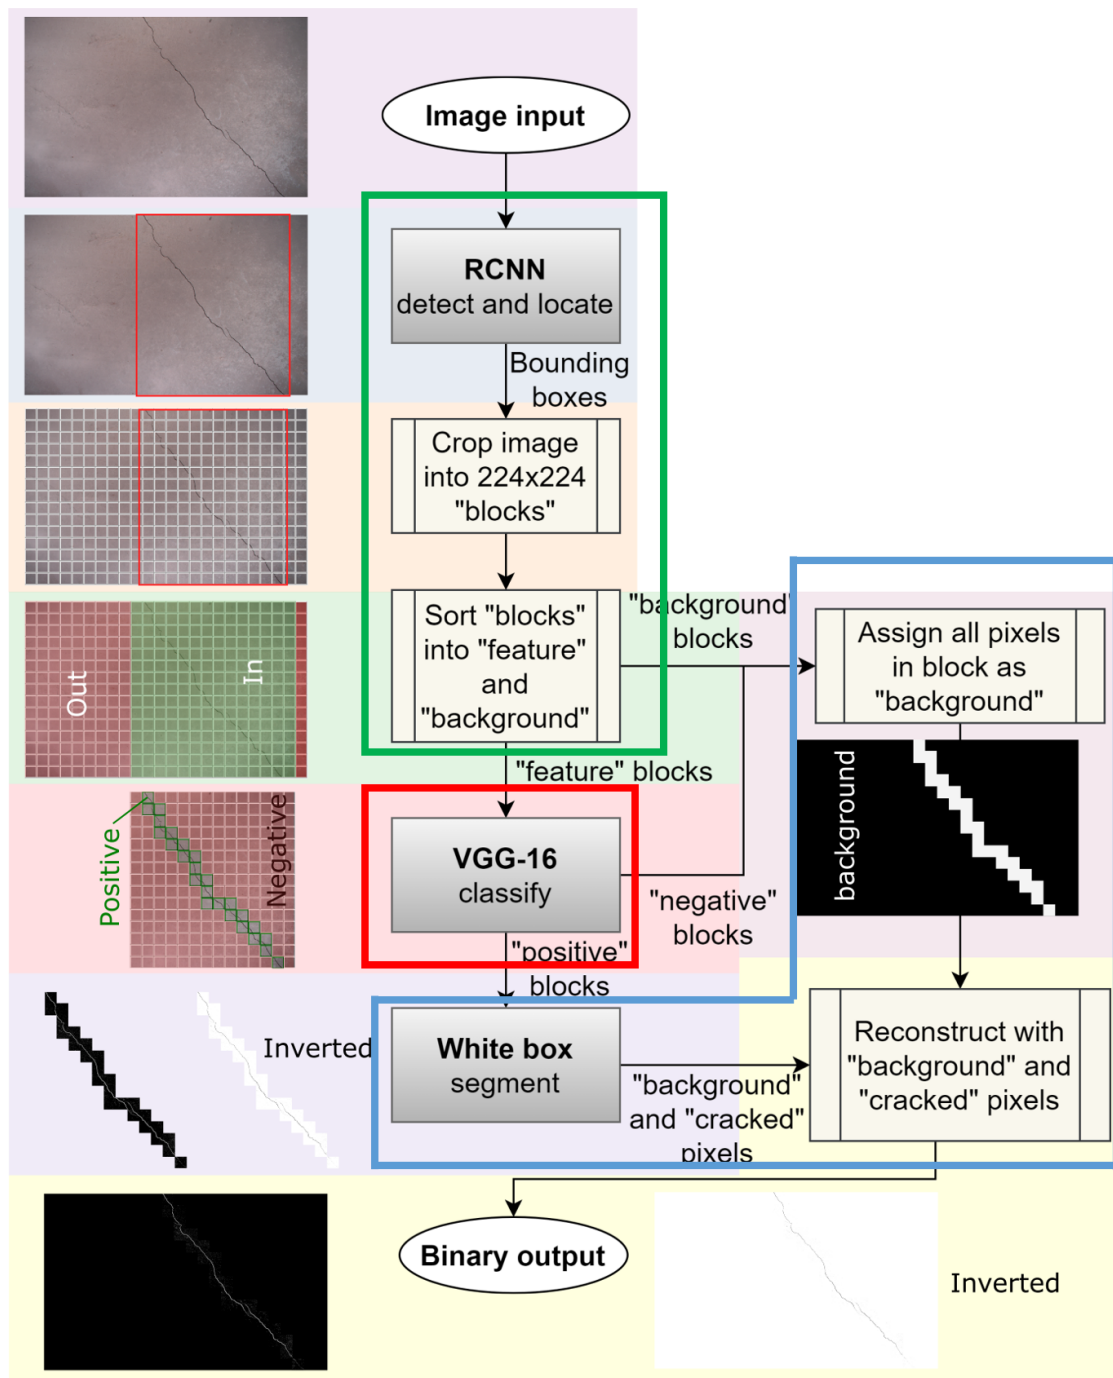 Image input
RCNN
detect and locate
Bounding
boxes
Crop image
into 224x224
"blocks"
Out
In
Sort "blocks"
into "feature"
and
"background"
"background"
blocks
Assign all pixels
in block as
"background"
"feature" blocks
Positive
Negative
VGG-16
classify
"negative"
blocks
background
"positive"
blocks
Inverted
White box
segment
"background"
and "cracked"
pixels
Reconstruct with
"background" and
"cracked" pixels
Binary output
Inverted